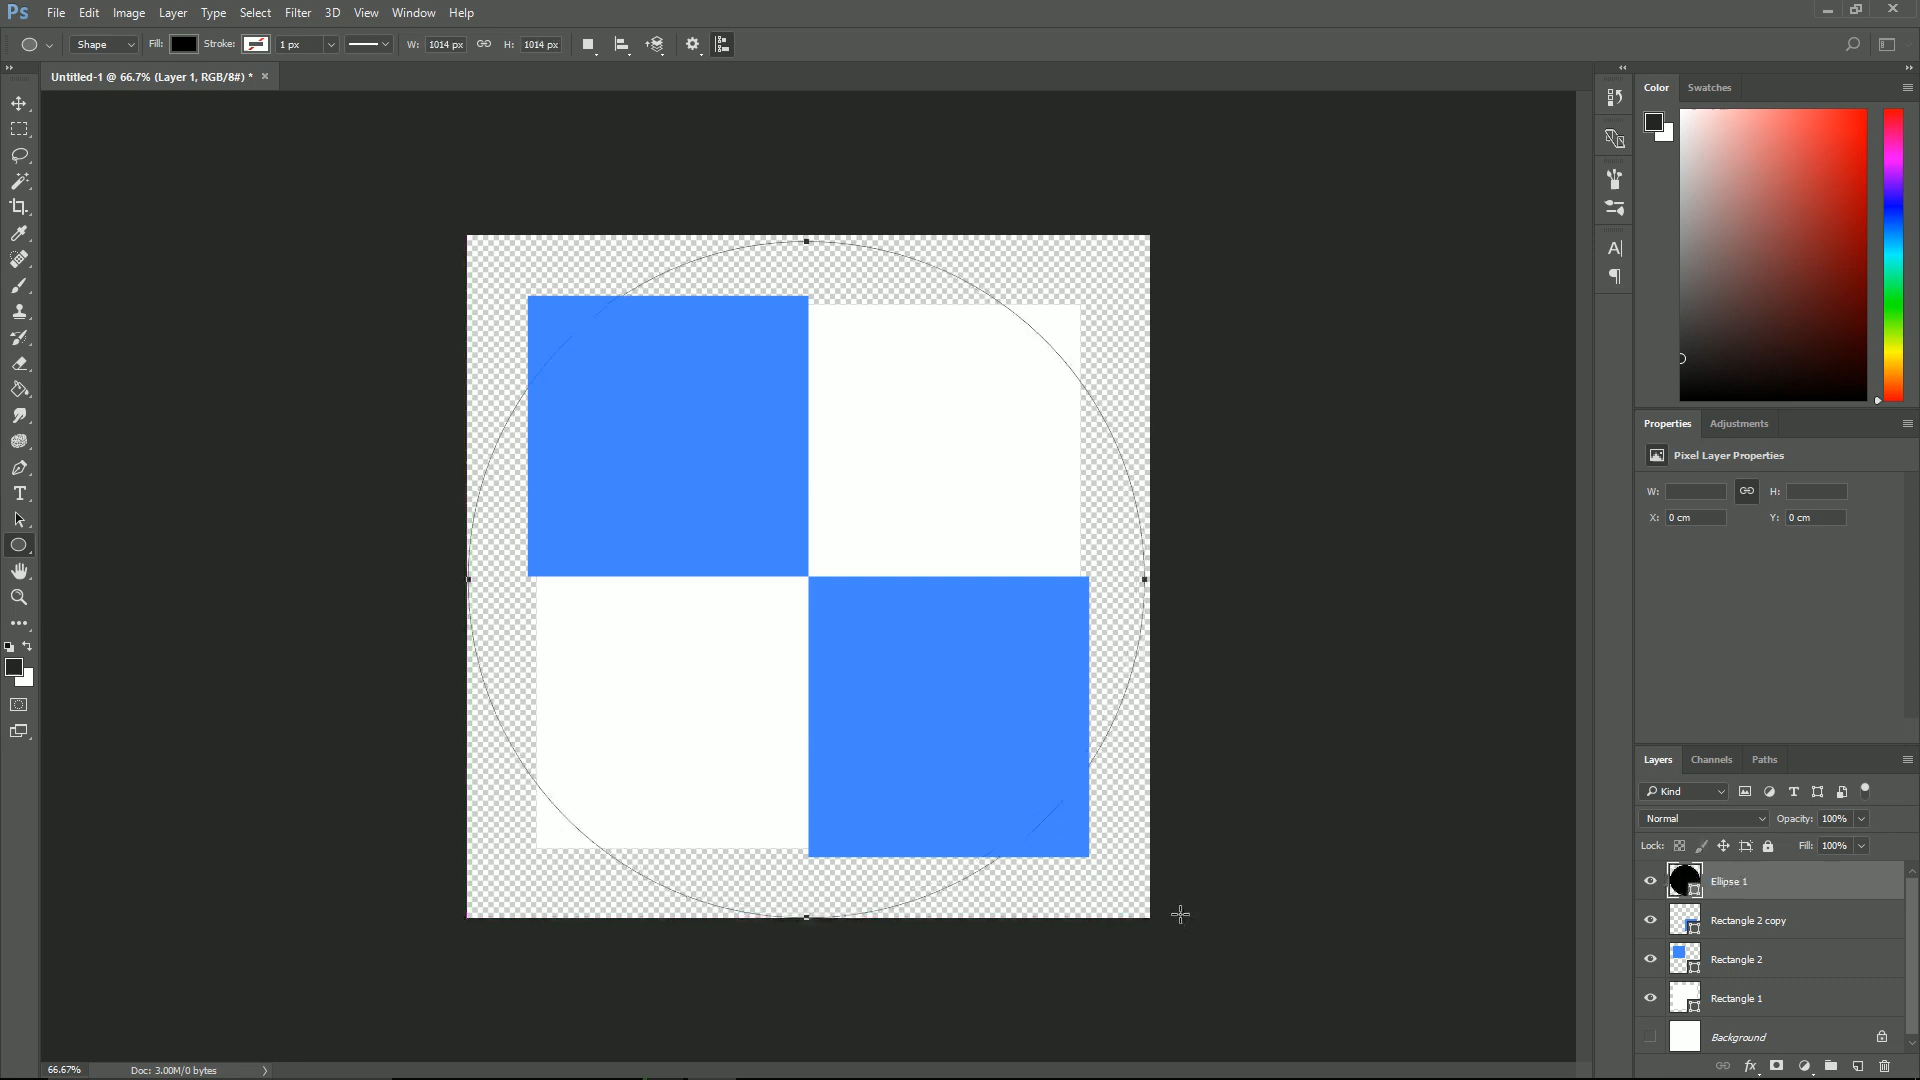 Ps File Edit Image Layer Type Select Filter 3D View Window Help
Shape Fill: Stroke: 1 px W: 1014 px H: 1014 px
Untitled-1 @ 66.7% (Layer 1, RGB/8#) * ×
Color Swatches
Properties Adjustments
Pixel Layer Properties
W: H:
X: 0 cm Y: 0 cm
Layers Channels Paths
Kind
Normal Opacity: 100%
Lock: Fill: 100%
Ellipse 1
Rectangle 2 copy
Rectangle 2
Rectangle 1
Background
fx
66.67% Doc: 3.00M/0 bytes